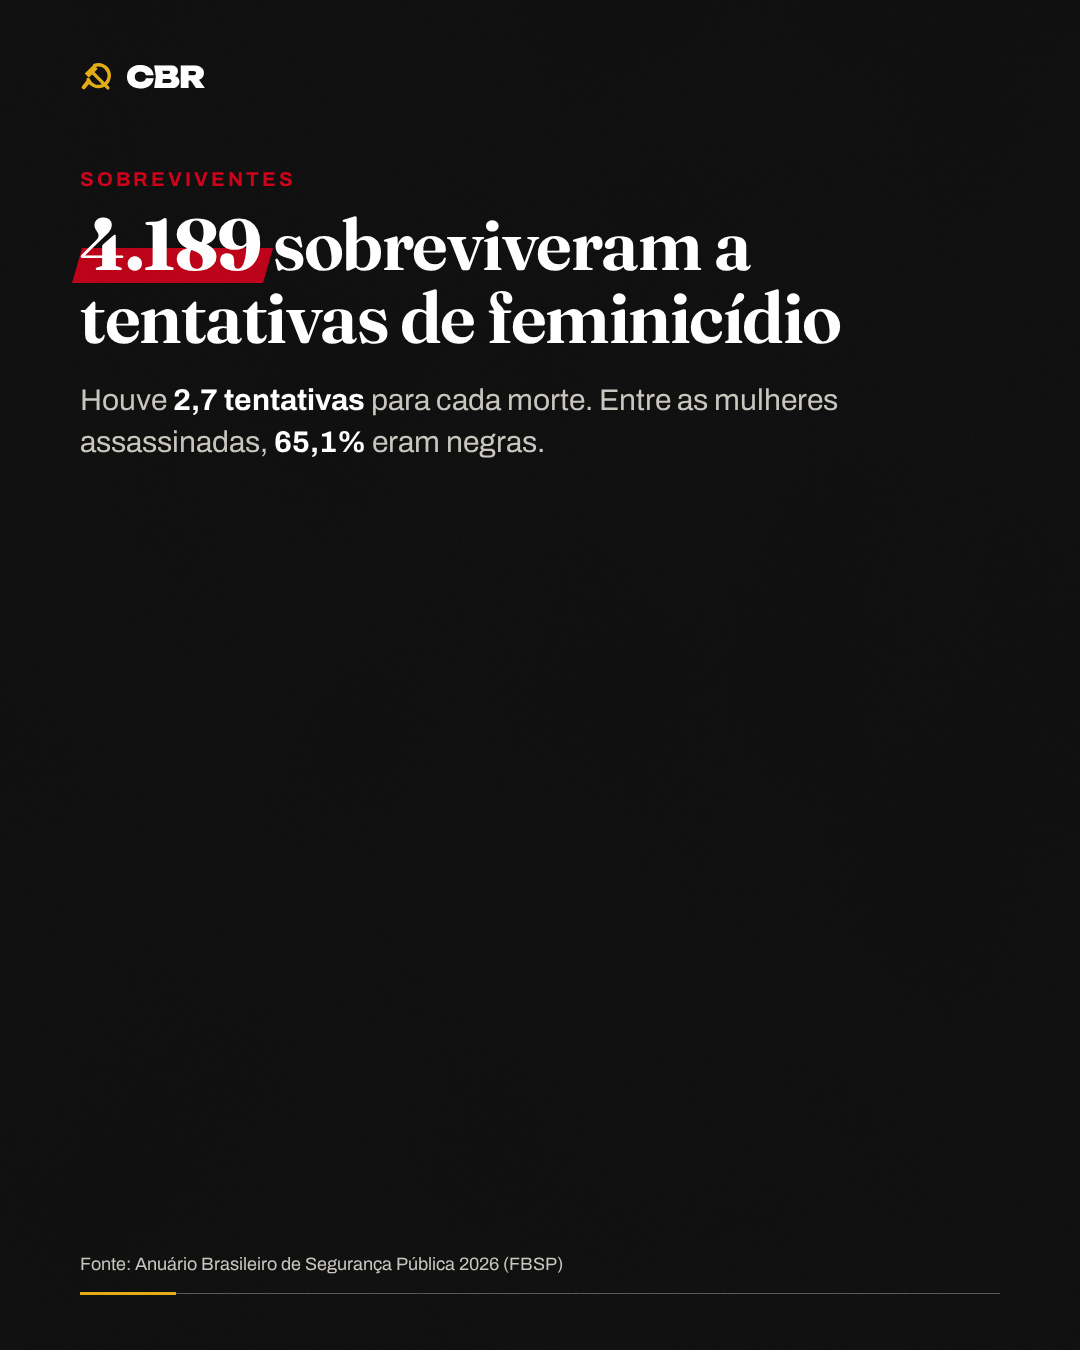 CBR
SOBREVIVENTES
4.189 sobreviveram a
tentativas de feminicídio
Houve 2,7 tentativas para cada morte. Entre as mulheres
assassinadas, 65,1% eram negras.
Fonte: Anuário Brasileiro de Segurança Pública 2026 (FBSP)